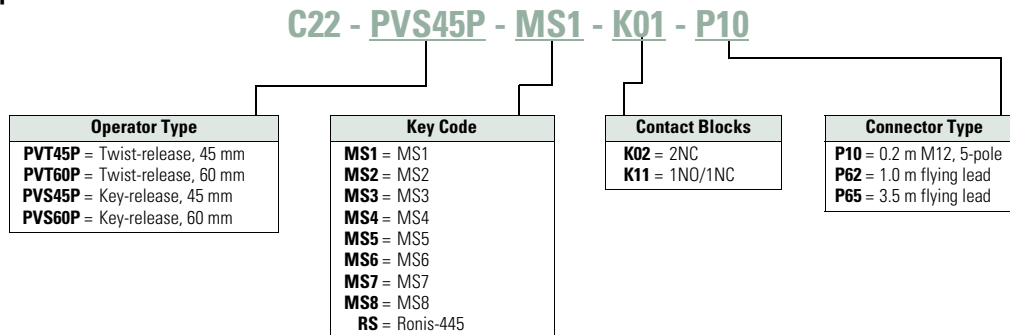 C22 - PVS45P - MS1 - K01 - P10
Operator Type
PVT45P = Twist-release, 45 mm
PVT60P = Twist-release, 60 mm
PVS45P = Key-release, 45 mm
PVS60P = Key-release, 60 mm
Key Code
MS1 = MS1
MS2 = MS2
MS3 = MS3
MS4 = MS4
MS5 = MS5
MS6 = MS6
MS7 = MS7
MS8 = MS8
RS = Ronis-445
Contact Blocks
K02 = 2NC
K11 = 1NO/1NC
Connector Type
P10 = 0.2 m M12, 5-pole
P62 = 1.0 m flying lead
P65 = 3.5 m flying lead